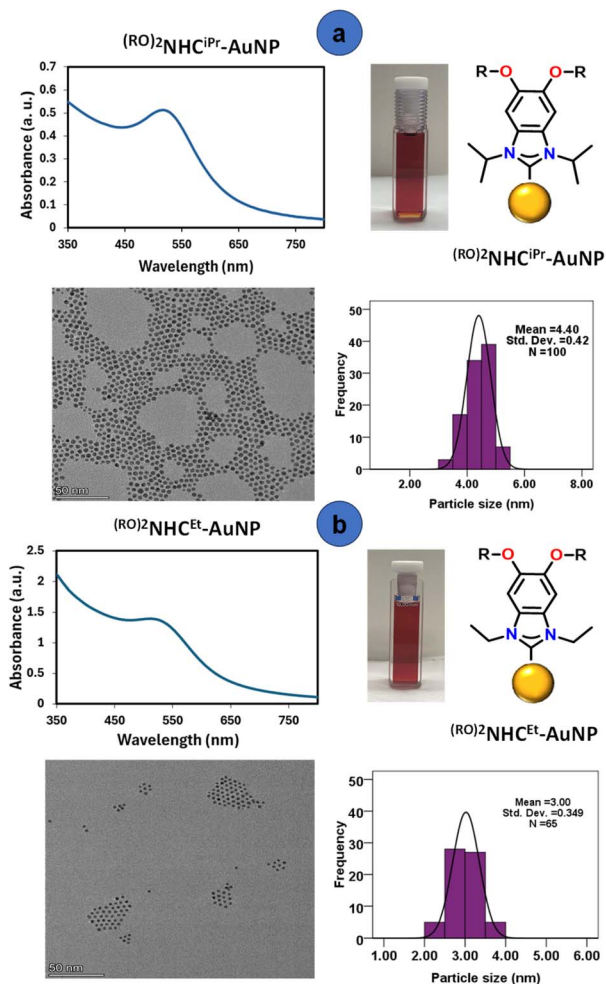 a
(RO)2NHCiPr-AuNP
Absorbance (a. u.)
0.7
0.6
0.5
0.4
0.3
0.2
0.1
0
350 450 550 650 750
Wavelength (nm)
R-O O-R
N N
(RO)2NHCiPr-AuNP
50 nm
Frequency
50
40
30
20
10
0
Mean =4.40
Std. Dev. =0.42
N =100
2.00 4.00 6.00 8.00
Particle size (nm)
b
(RO)2NHCEt-AuNP
Absorbance (a.u.)
2.5
2
1.5
1
0.5
0
350 450 550 650 750
Wavelength (nm)
R-O O-R
N N
(RO)2NHCEt-AuNP
50 nm
Frequency
50
40
30
20
10
0
Mean =3.00
Std. Dev. =0.349
N =65
1.00 2.00 3.00 4.00 5.00 6.00
Particle size (nm)